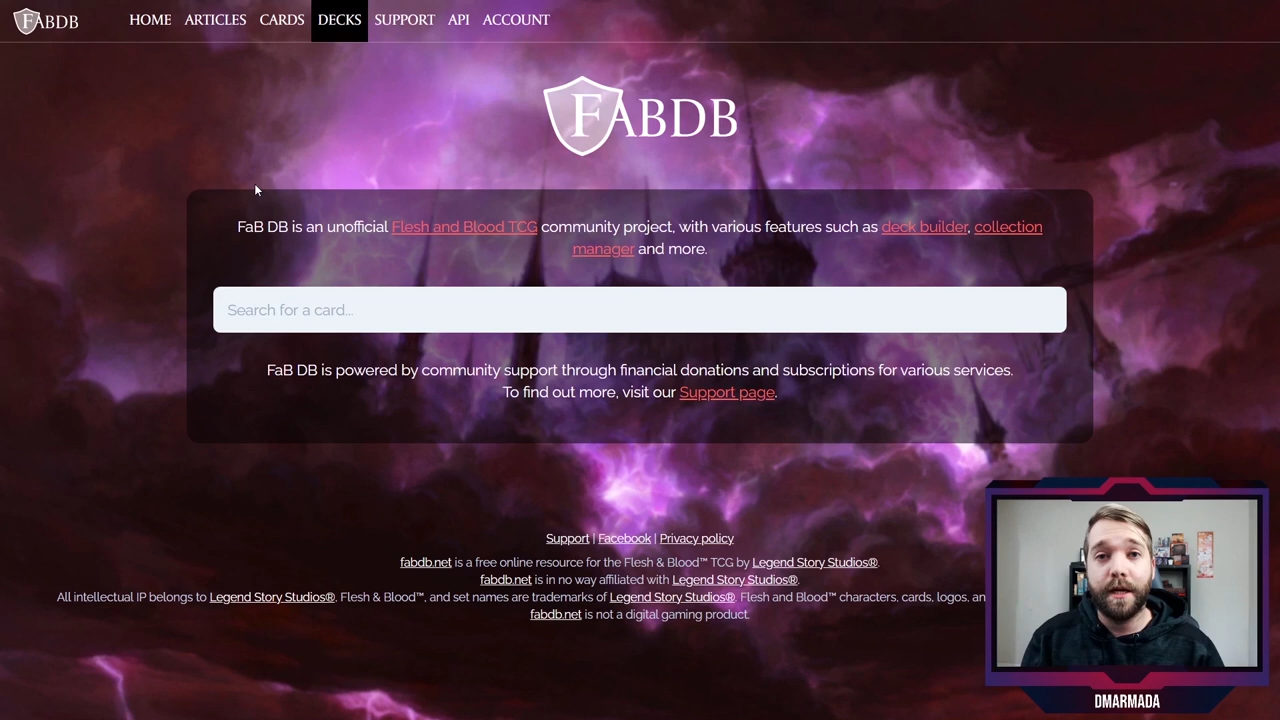 FABDB HOME ARTICLES CARDS DECKS SUPPORT API ACCOUNT
FABDB
FaB DB is an unofficial Flesh and Blood TCG community project, with various features such as deck builder, collection
manager and more.
Search for a card...
FaB DB is powered by community support through financial donations and subscriptions for various services.
To find out more, visit our Support page.
Support | Facebook | Privacy policy
fabdb.net is a free online resource for the Flesh & Blood™ TCG by Legend Story Studios®.
fabdb.net is in no way affiliated with Legend Story Studios®.
All intellectual IP belongs to Legend Story Studios®, Flesh & Blood™, and set names are trademarks of Legend Story Studios®. Flesh and Blood™ characters, cards, logos, an
fabdb.net is not a digital gaming product.
DMARMADA